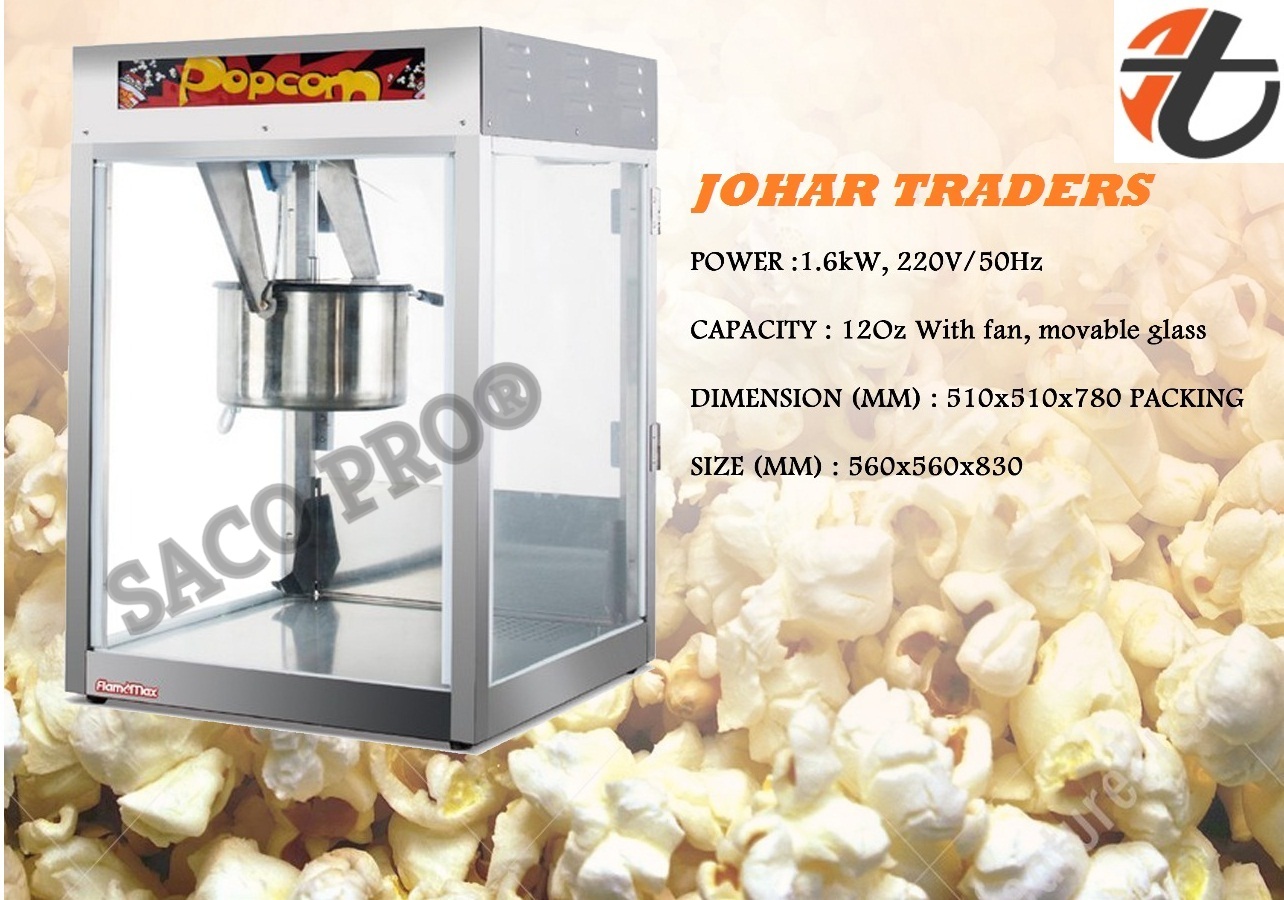 Popcorn
JOHAR TRADERS
POWER :1.6kW, 220V/50Hz
CAPACITY : 12Oz With fan, movable glass
DIMENSION (MM) : 510x510x780 PACKING
SIZE (MM) : 560x560x830
SACO PRO®
FlameMax